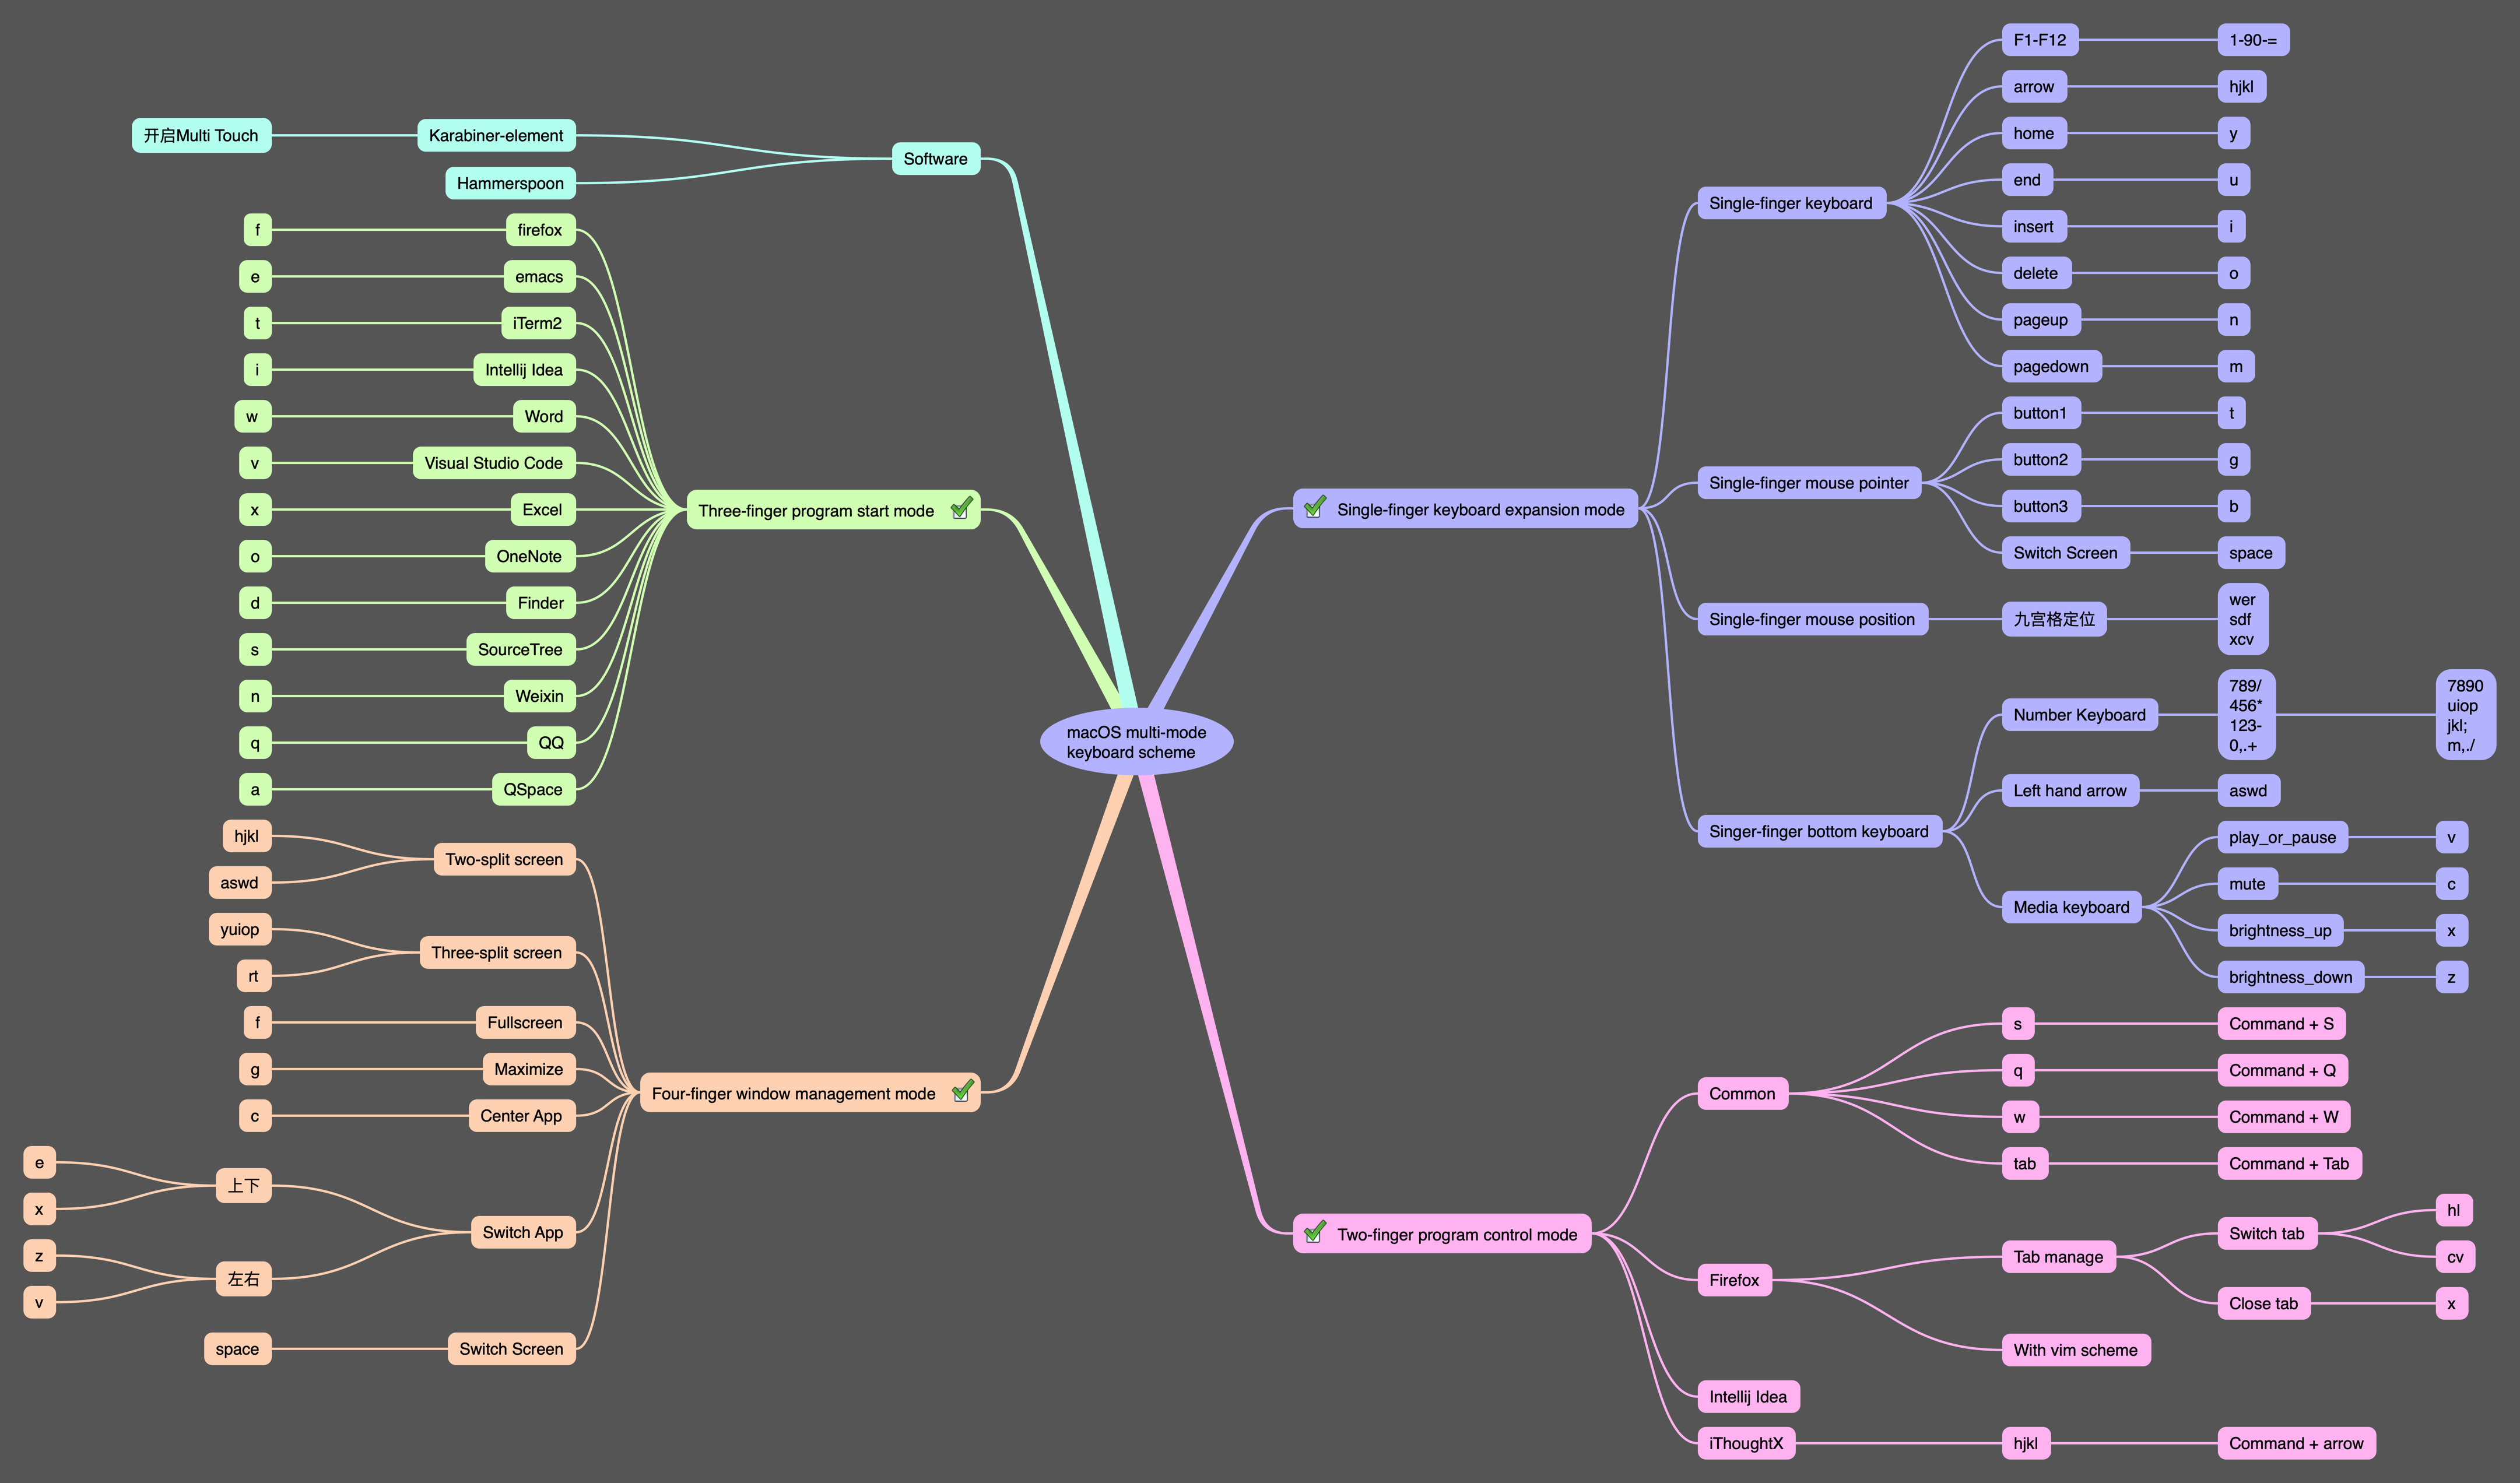 macOS multi-mode
keyboard scheme
Software
Karabiner-element
开启Multi Touch
Hammerspoon
Three-finger program start mode
firefox
f
emacs
e
iTerm2
t
Intellij Idea
i
Word
w
Visual Studio Code
v
Excel
x
OneNote
o
Finder
d
SourceTree
s
Weixin
n
QQ
q
QSpace
a
Four-finger window management mode
Two-split screen
hjkl
aswd
Three-split screen
yuiop
rt
Fullscreen
f
Maximize
g
Center App
c
Switch App
上下
e
x
左右
z
v
Switch Screen
space
Single-finger keyboard expansion mode
Single-finger keyboard
F1-F12
1-90-=
arrow
hjkl
home
y
end
u
insert
i
delete
o
pageup
n
pagedown
m
Single-finger mouse pointer
button1
t
button2
g
button3
b
Switch Screen
space
Single-finger mouse position
九宫格定位
wer
sdf
xcv
Singer-finger bottom keyboard
Number Keyboard
789/
456*
123-
0,.+
7890
uiop
jkl;
m,./
Left hand arrow
aswd
Media keyboard
play_or_pause
v
mute
c
brightness_up
x
brightness_down
z
Two-finger program control mode
Common
s
Command + S
q
Command + Q
w
Command + W
tab
Command + Tab
Firefox
Tab manage
Switch tab
hl
cv
Close tab
x
With vim scheme
Intellij Idea
iThoughtX
hjkl
Command + arrow